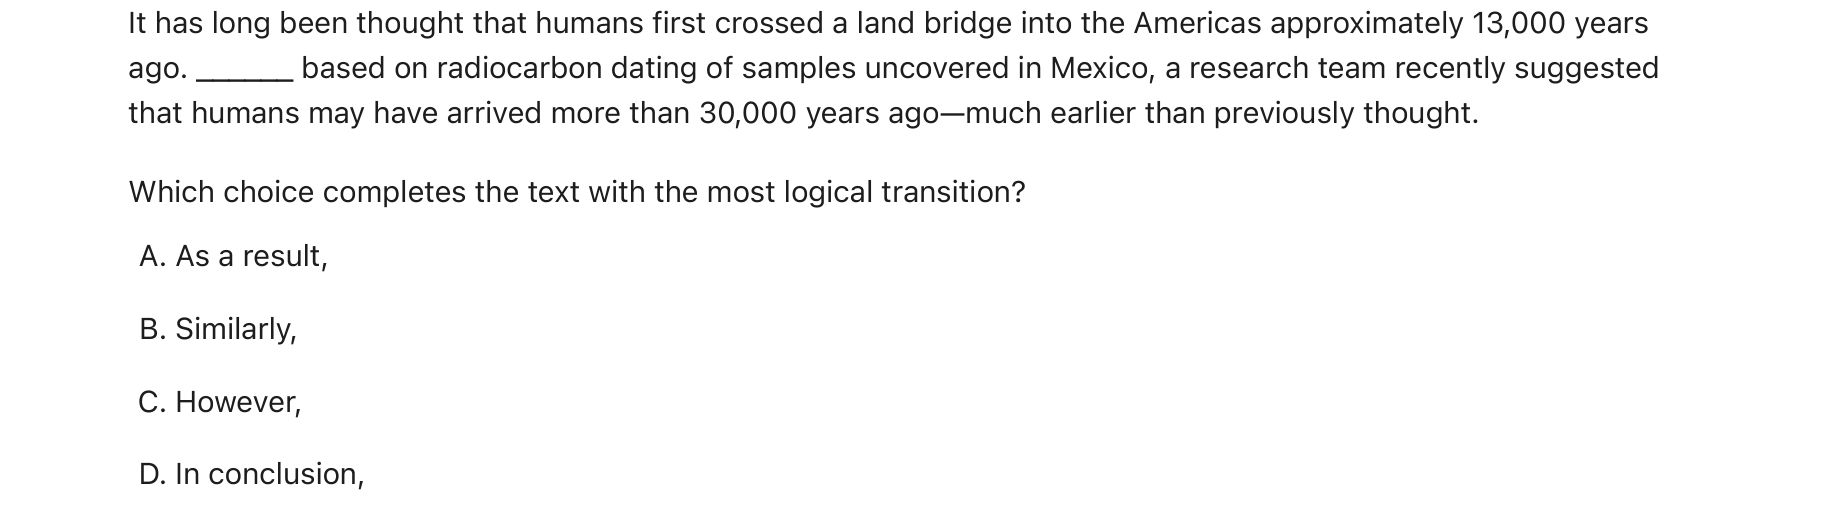 It has long been thought that humans first crossed a land bridge into the Americas approximately 13,000 years
ago. ______ based on radiocarbon dating of samples uncovered in Mexico, a research team recently suggested
that humans may have arrived more than 30,000 years ago—much earlier than previously thought.
Which choice completes the text with the most logical transition?
A. As a result,
B. Similarly,
C. However,
D. In conclusion,